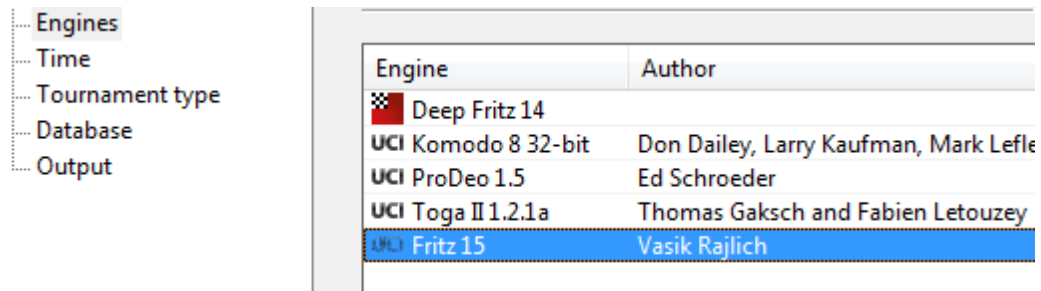 Engines
Time
Tournament type
Database
Output
Engine Author
Deep Fritz 14
UCI Komodo 8 32-bit Don Dailey, Larry Kaufman, Mark Lefle
UCI ProDeo 1.5 Ed Schroeder
UCI Toga II 1.2.1a Thomas Gaksch and Fabien Letouzey
UCI Fritz 15 Vasik Rajlich